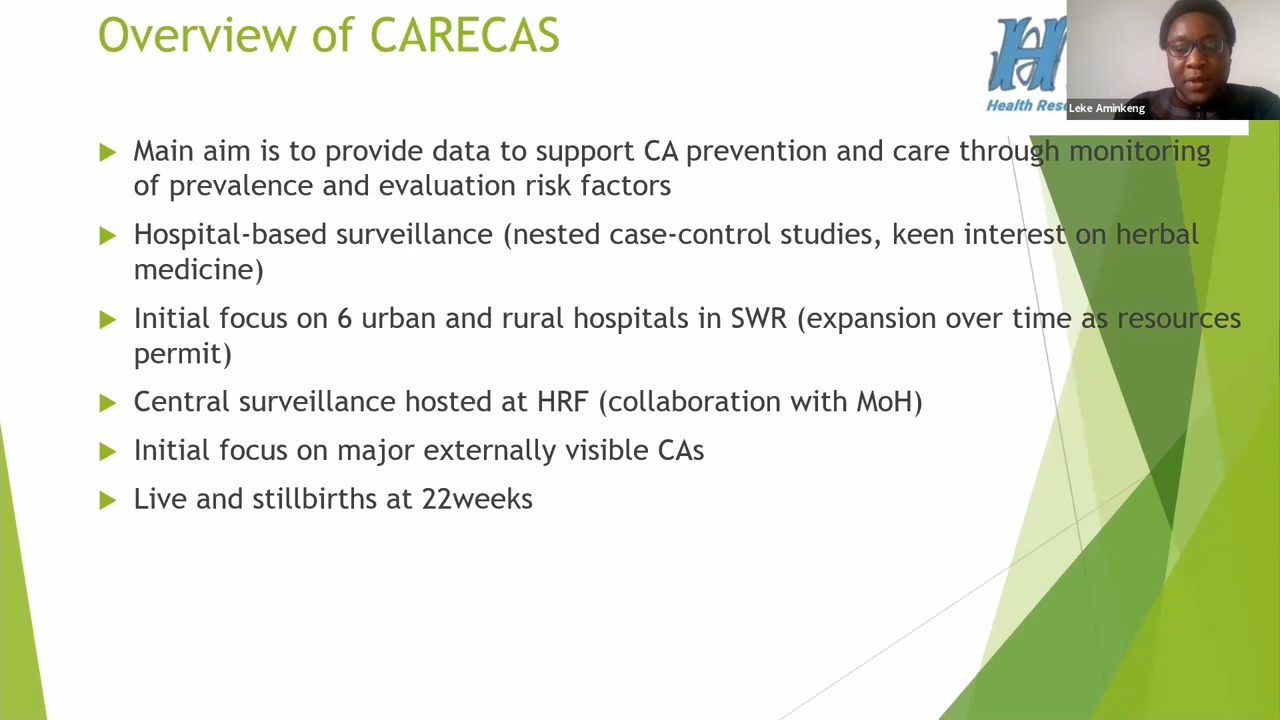 Overview of CARECAS
Health
Leke Aminkeng
Main aim is to provide data to support CA prevention and care through monitoring
of prevalence and evaluation risk factors
Hospital-based surveillance (nested case-control studies, keen interest on herbal
medicine)
Initial focus on 6 urban and rural hospitals in SWR (expansion over time as resources
permit)
Central surveillance hosted at HRF (collaboration with MoH)
Initial focus on major externally visible CAs
Live and stillbirths at 22weeks